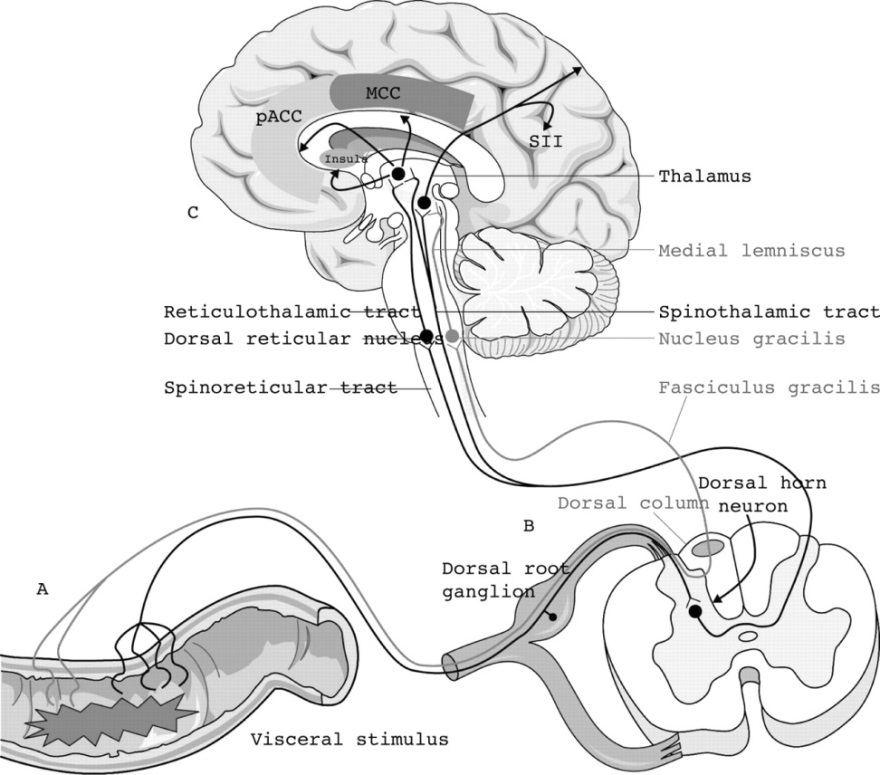 MCC
pACC
SII
Insula
Thalamus
C
Medial lemniscus
Reticulothalamic tract
Spinothalamic tract
Dorsal reticular nucleus
Nucleus gracilis
Spinoreticular tract
Fasciculus gracilis
Dorsal horn
neuron
Dorsal column
B
Dorsal root
ganglion
A
Visceral stimulus